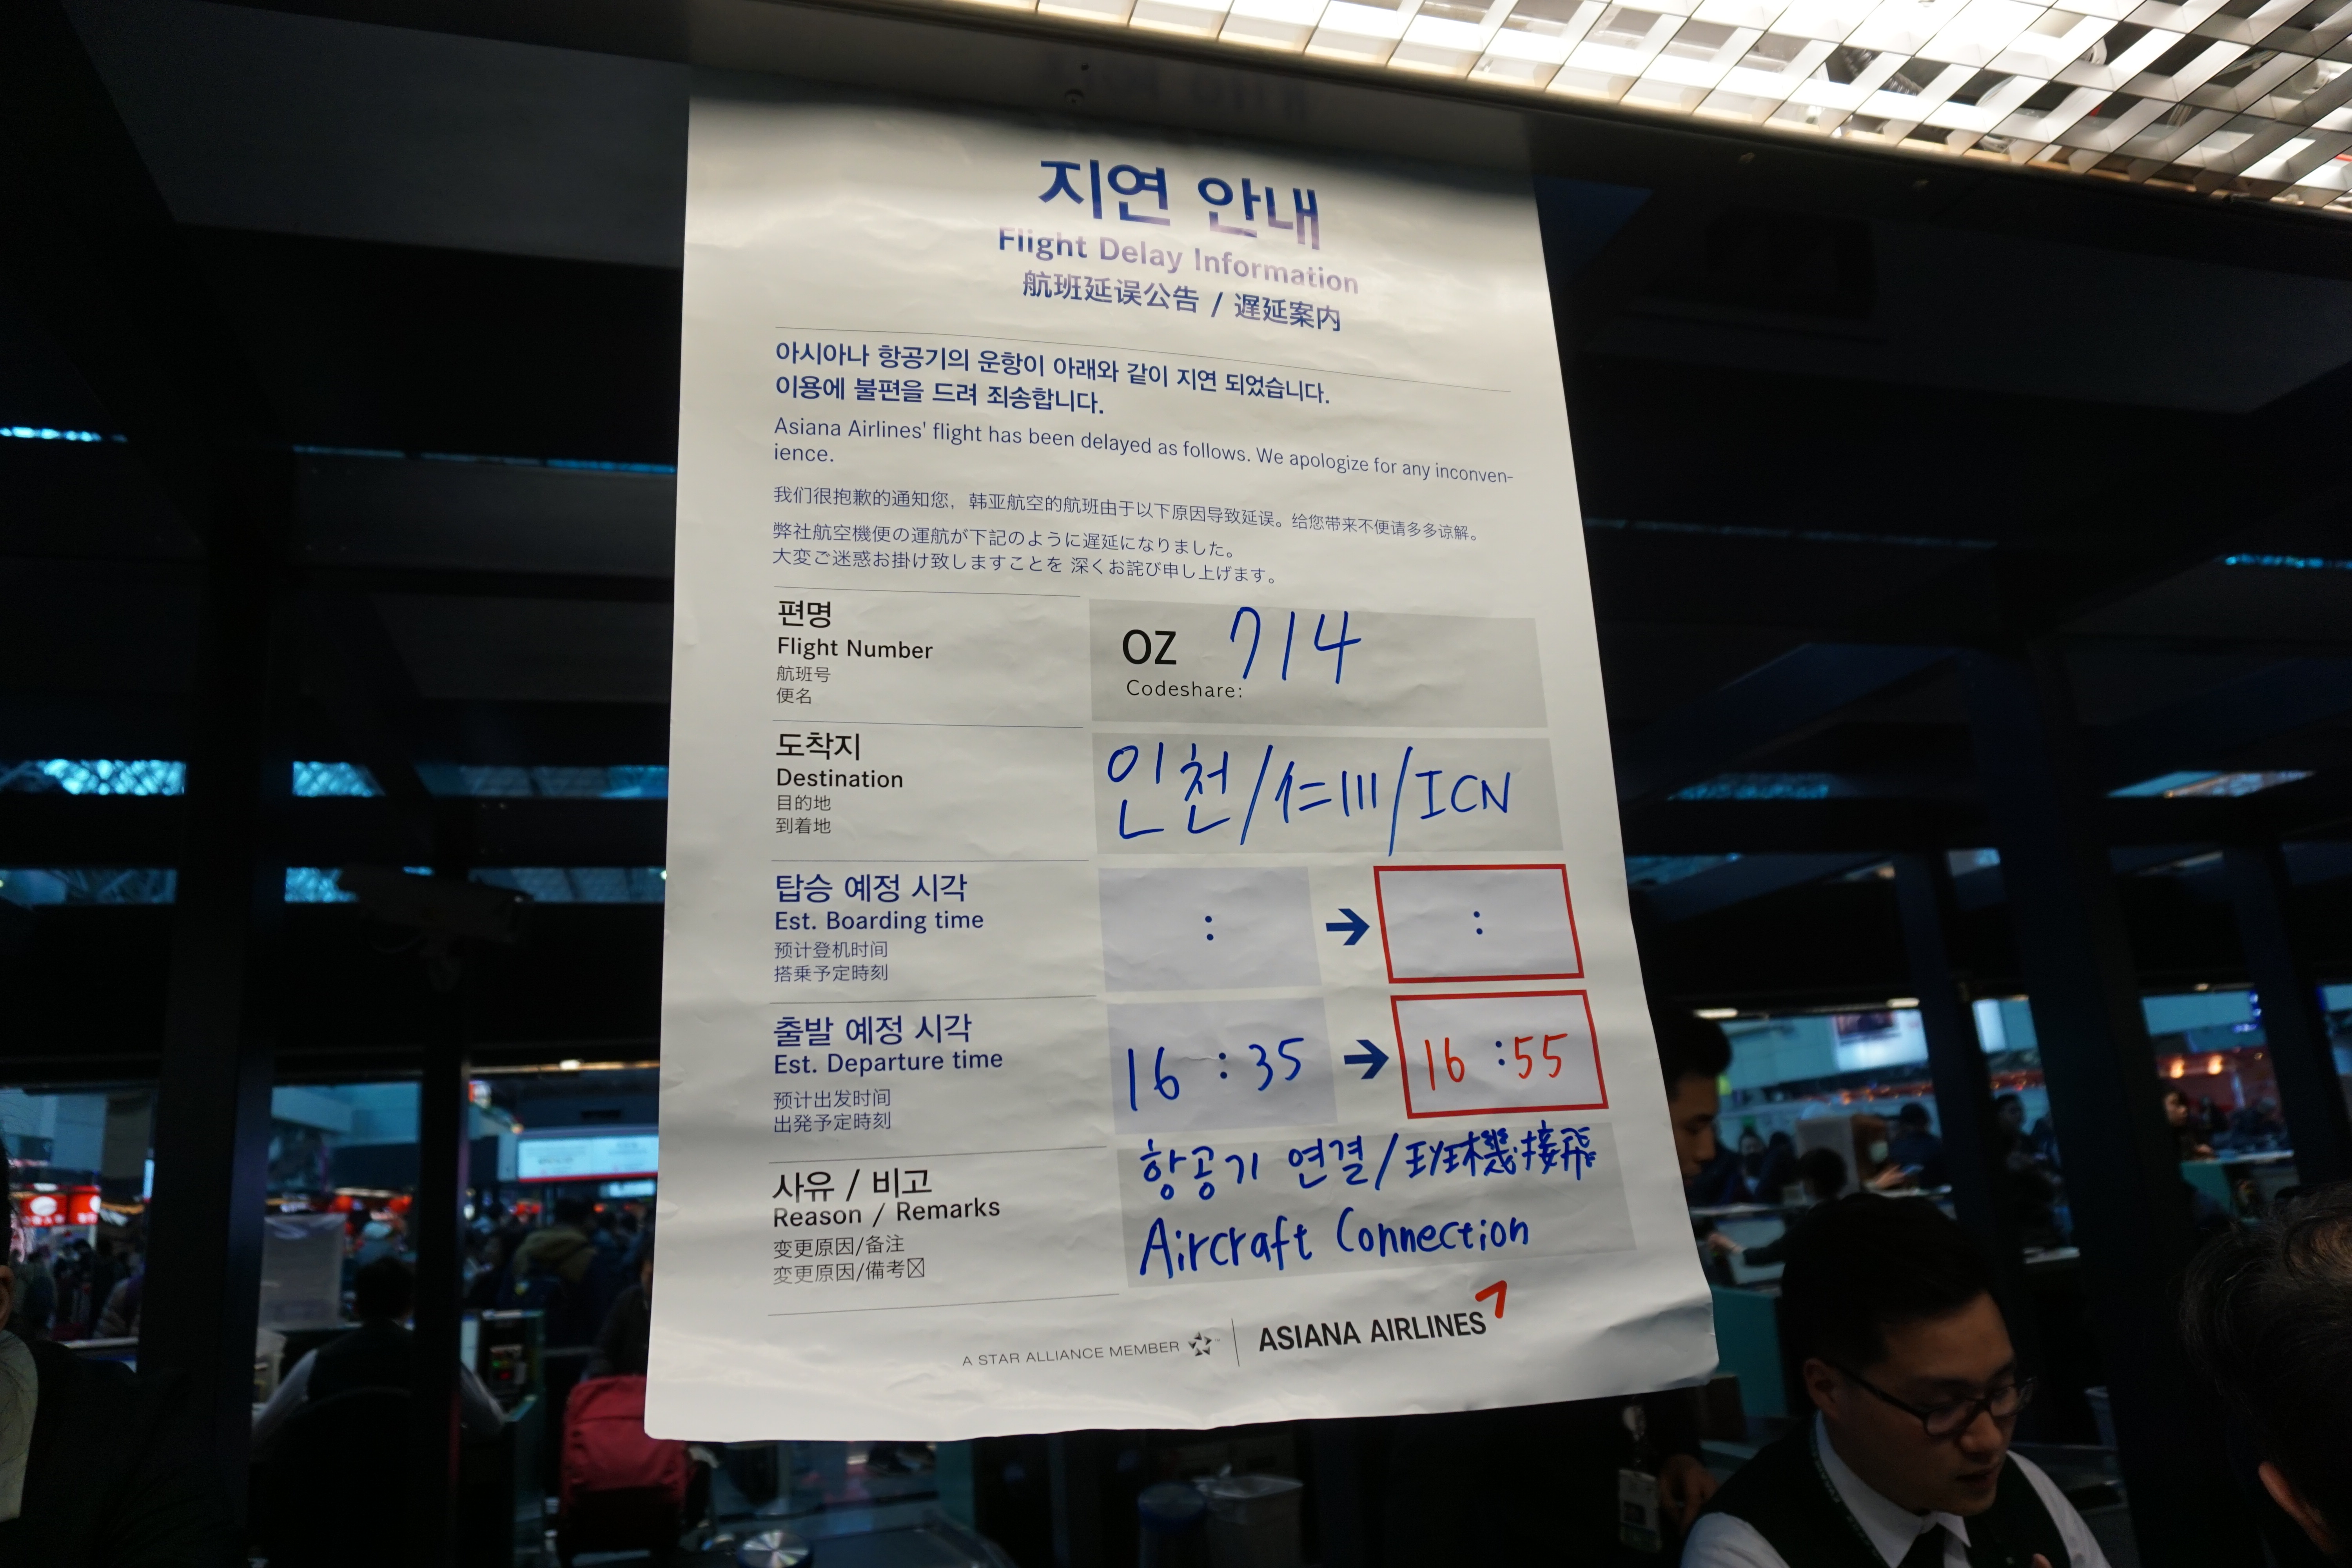 지연 안내
Flight Delay Information
航班延误公告 / 遅延案内
아시아나 항공기의 운항이 아래와 같이 지연 되었습니다.
이용에 불편을 드려 죄송합니다.
Asiana Airlines' flight has been delayed as follows. We apologize for any inconven-
ience.
我们很抱歉的通知您，韩亚航空的航班由于以下原因导致延误。给您带来不便请多多谅解。
弊社航空機便の運航が下記のように遅延になりました。
大変ご迷惑お掛け致しますことを 深くお詫び申し上げます。
편명
Flight Number
航班号
便名
OZ 714
Codeshare:
도착지
Destination
目的地
到着地
인천/仁川/ICN
탑승 예정 시각
Est. Boarding time
预计登机时间
搭乗予定時刻
: → :
출발 예정 시각
Est. Departure time
预计出发时间
出発予定時刻
16 : 35 → 16 : 55
사유 / 비고
Reason / Remarks
变更原因/备注
変更原因/備考
항공기 연결/班機接飛
Aircraft Connection
A STAR ALLIANCE MEMBER
ASIANA AIRLINES